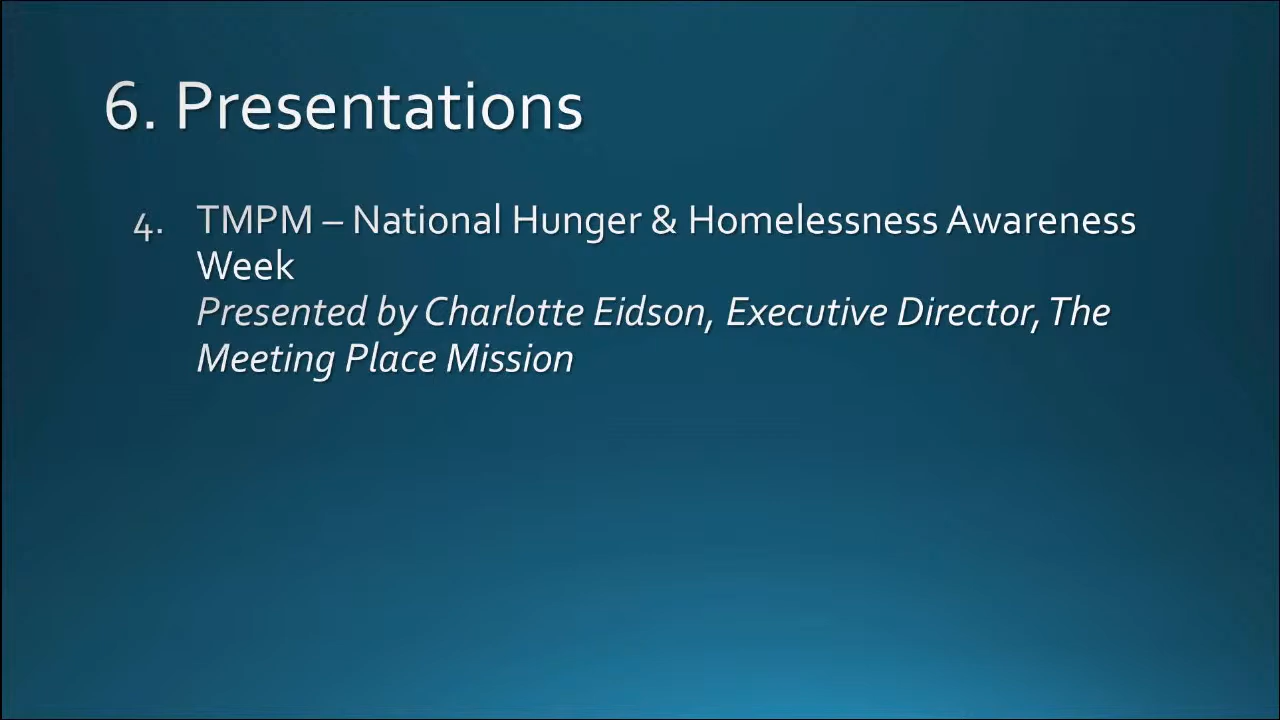 6. Presentations
4. TMPM – National Hunger & Homelessness Awareness
Week
Presented by Charlotte Eidson, Executive Director, The
Meeting Place Mission